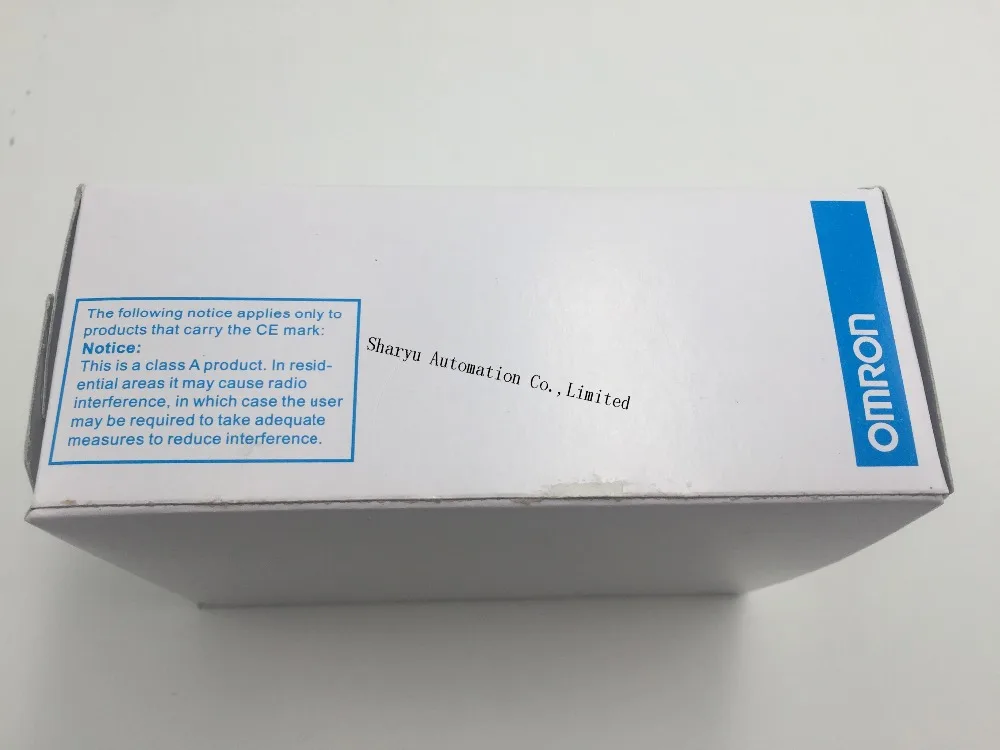 The following notice applies only to
products that carry the CE mark:
Notice:
This is a class A product. In resid-
ential areas it may cause radio
interference, in which case the user
may be required to take adequate
measures to reduce interference.
Sharyu Automation Co.,Limited
OMRON